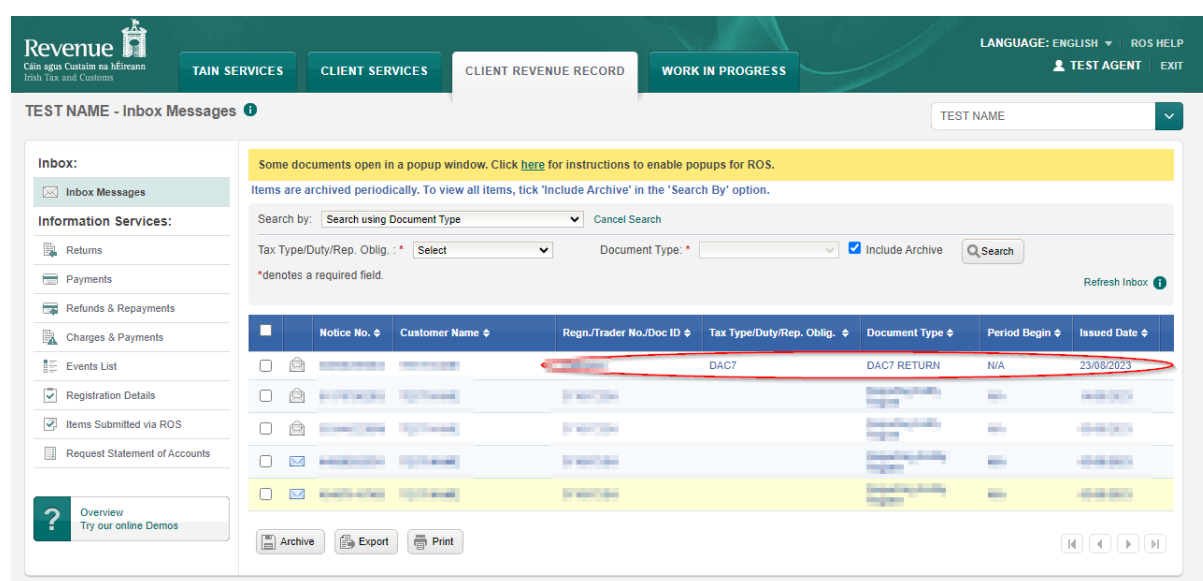 Revenue
Cáin agus Custaim na hÉireann
Irish Tax and Customs
TAIN SERVICES
CLIENT SERVICES
CLIENT REVENUE RECORD
WORK IN PROGRESS
LANGUAGE: ENGLISH ROS HELP
TEST AGENT EXIT
TEST NAME - Inbox Messages i
TEST NAME
Inbox:
Inbox Messages
Information Services:
Returns
Payments
Refunds & Repayments
Charges & Payments
Events List
Registration Details
Items Submitted via ROS
Request Statement of Accounts
? Overview
Try our online Demos
Some documents open in a popup window. Click here for instructions to enable popups for ROS.
Items are archived periodically. To view all items, tick 'Include Archive' in the 'Search By' option.
Search by: Search using Document Type Cancel Search
Tax Type/Duty/Rep. Oblig. : * Select Document Type: * Include Archive Search
*denotes a required field.
Refresh Inbox i
Notice No. Customer Name Regn./Trader No./Doc ID Tax Type/Duty/Rep. Oblig. Document Type Period Begin Issued Date
DAC7 DAC7 RETURN N/A 23/08/2023
Archive Export Print